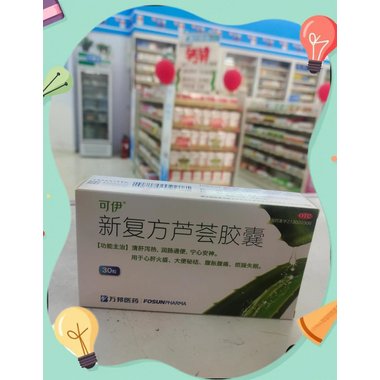 可伊
新复方芦荟胶囊
OTC
【功能主治】清肝泻热，润肠通便，宁心安神。
用于心肝火盛，大便秘结，腹胀腹痛，烦躁失眠。
30粒
万邦医药 FOSUNPHARMA